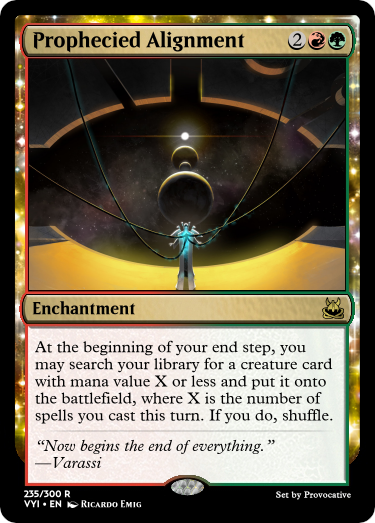 Prophecied Alignment 2
Enchantment
At the beginning of your end step, you
may search your library for a creature card
with mana value X or less and put it onto
the battlefield, where X is the number of
spells you cast this turn. If you do, shuffle.
“Now begins the end of everything.”
—Varassi
235/300 R
VYI • EN Ricardo Emig
Set by Provocative